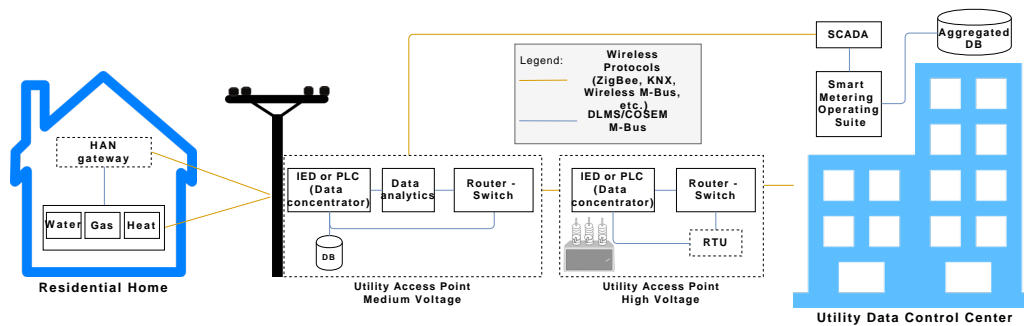 HAN
gateway
Water Gas Heat
Residential Home
IED or PLC
(Data
concentrator)
Data
analytics
Router -
Switch
DB
Utility Access Point
Medium Voltage
Legend:
Wireless
Protocols
(ZigBee, KNX,
Wireless M-Bus,
etc.)
DLMS/COSEM
M-Bus
IED or PLC
(Data
concentrator)
Router -
Switch
RTU
Utility Access Point
High Voltage
SCADA
Smart
Metering
Operating
Suite
Aggregated
DB
Utility Data Control Center